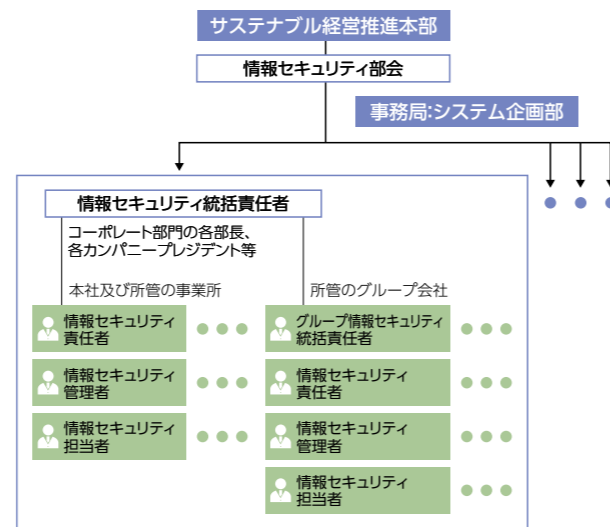 サステナブル経営推進本部
情報セキュリティ部会
事務局:システム企画部
情報セキュリティ統括責任者
コーポレート部門の各部長、
各カンパニープレジデント等
本社及び所管の事業所
情報セキュリティ
責任者
情報セキュリティ
管理者
情報セキュリティ
担当者
所管のグループ会社
グループ情報セキュリティ
統括責任者
情報セキュリティ
責任者
情報セキュリティ
管理者
情報セキュリティ
担当者